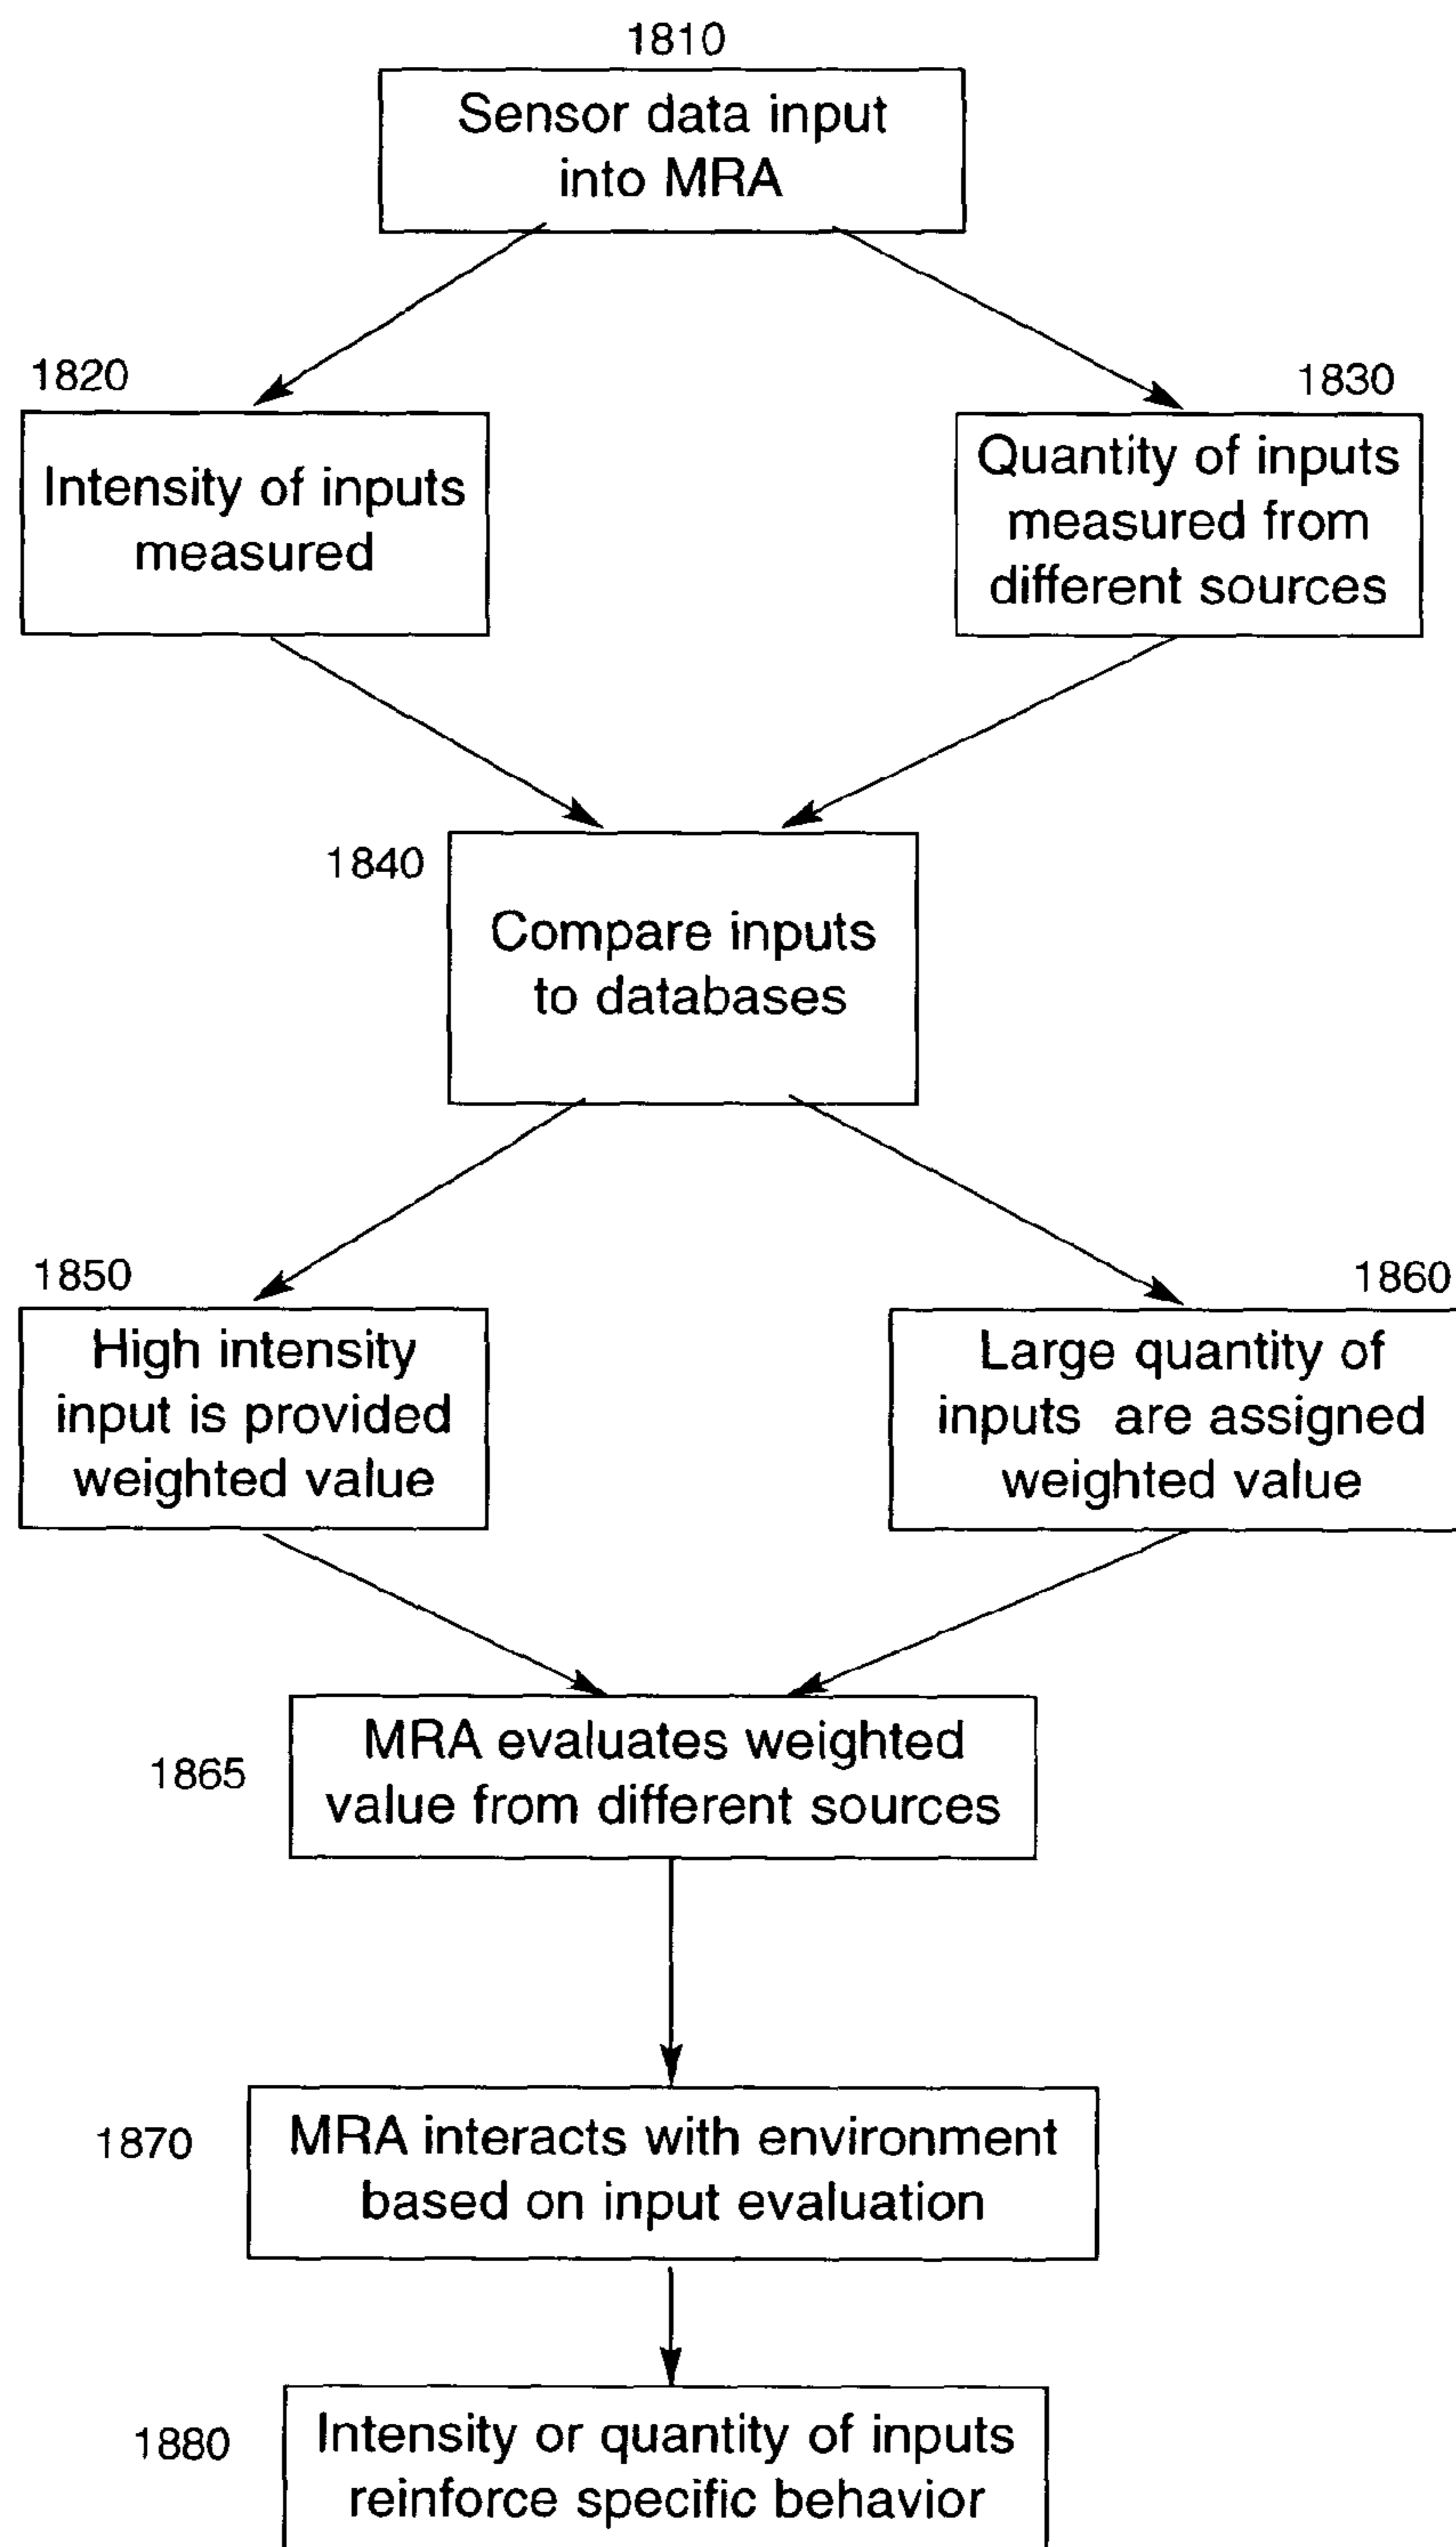 1810
Sensor data input
into MRA
1820
1830
Intensity of inputs
measured
Quantity of inputs
measured from
different sources
1840
Compare inputs
to databases
1850
1860
High intensity
input is provided
weighted value
Large quantity of
inputs are assigned
weighted value
1865
MRA evaluates weighted
value from different sources
1870
MRA interacts with environment
based on input evaluation
1880
Intensity or quantity of inputs
reinforce specific behavior